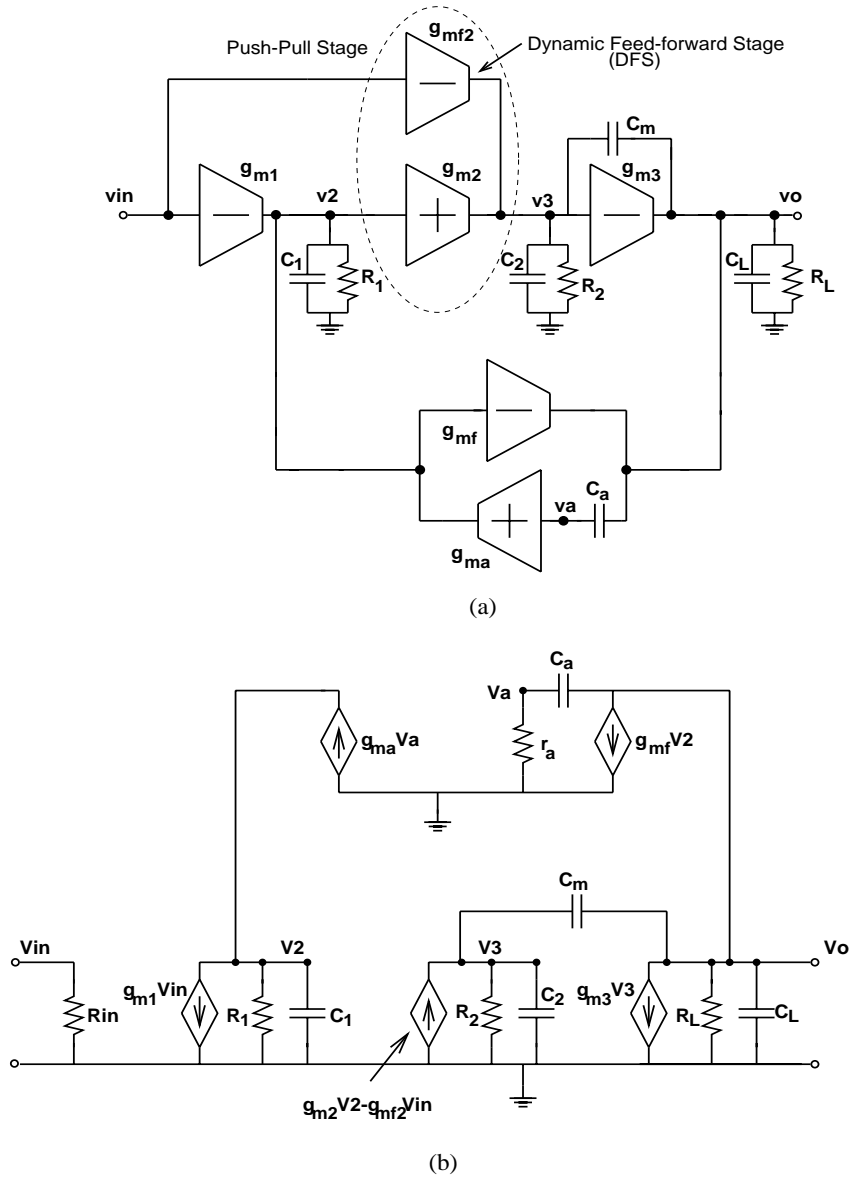 Push-Pull Stage
gmf2
Dynamic Feed-forward Stage
(DFS)
Cm
gm1
gm2
gm3
vin
v2
v3
vo
C1
R1
C2
R2
CL
RL
gmf
Ca
va
gma
(a)
Ca
Va
gmaVa
ra
gmfV2
Cm
Vin
V2
V3
Vo
gm1Vin
gm3V3
Rin
R1
C1
R2
C2
RL
CL
gm2V2-gmf2Vin
(b)